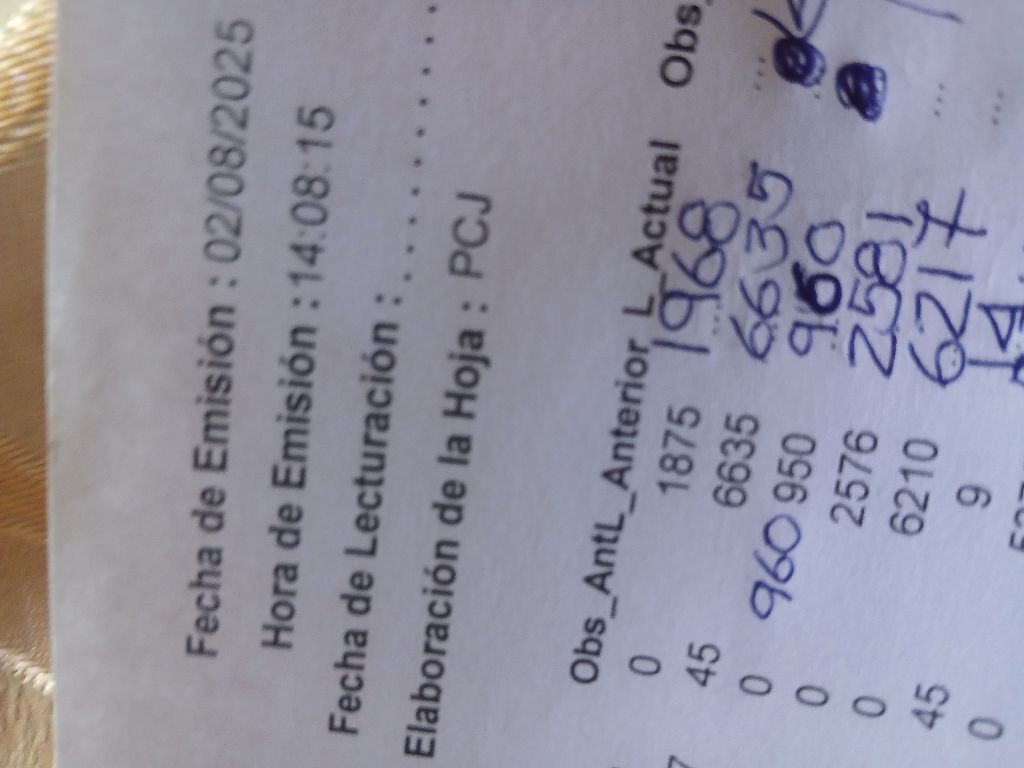 Fecha de Emisión : 02/08/2025
Hora de Emisión : 14:08:15
Fecha de Lecturación : . . . . . . . . .
Elaboración de la Hoja : PCJ
Obs_AntL_Anterior L_Actual Obs_
0 1875 1968
45 6635 6635
0 960 950 960
0 2576 2581
0 6210 6217
45 9 14
0